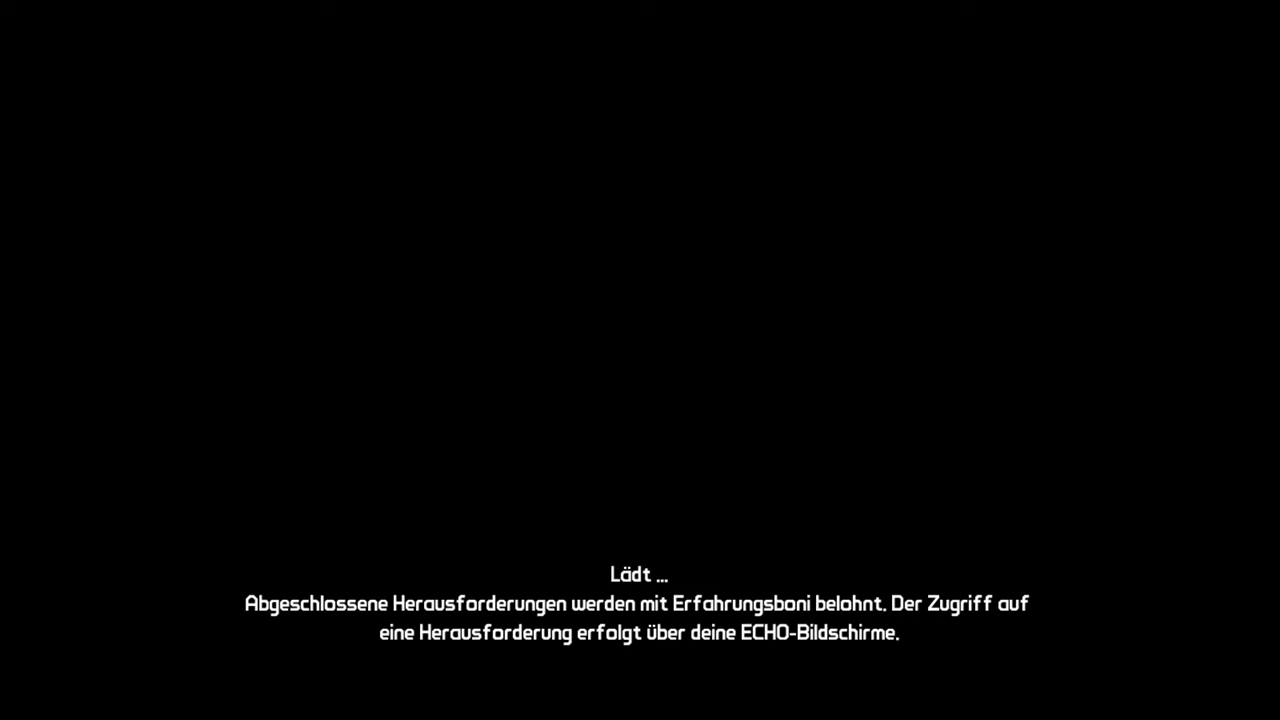 Lädt ...
Abgeschlossene Herausforderungen werden mit Erfahrungsboni belohnt. Der Zugriff auf
eine Herausforderung erfolgt über deine ECHO-Bildschirme.